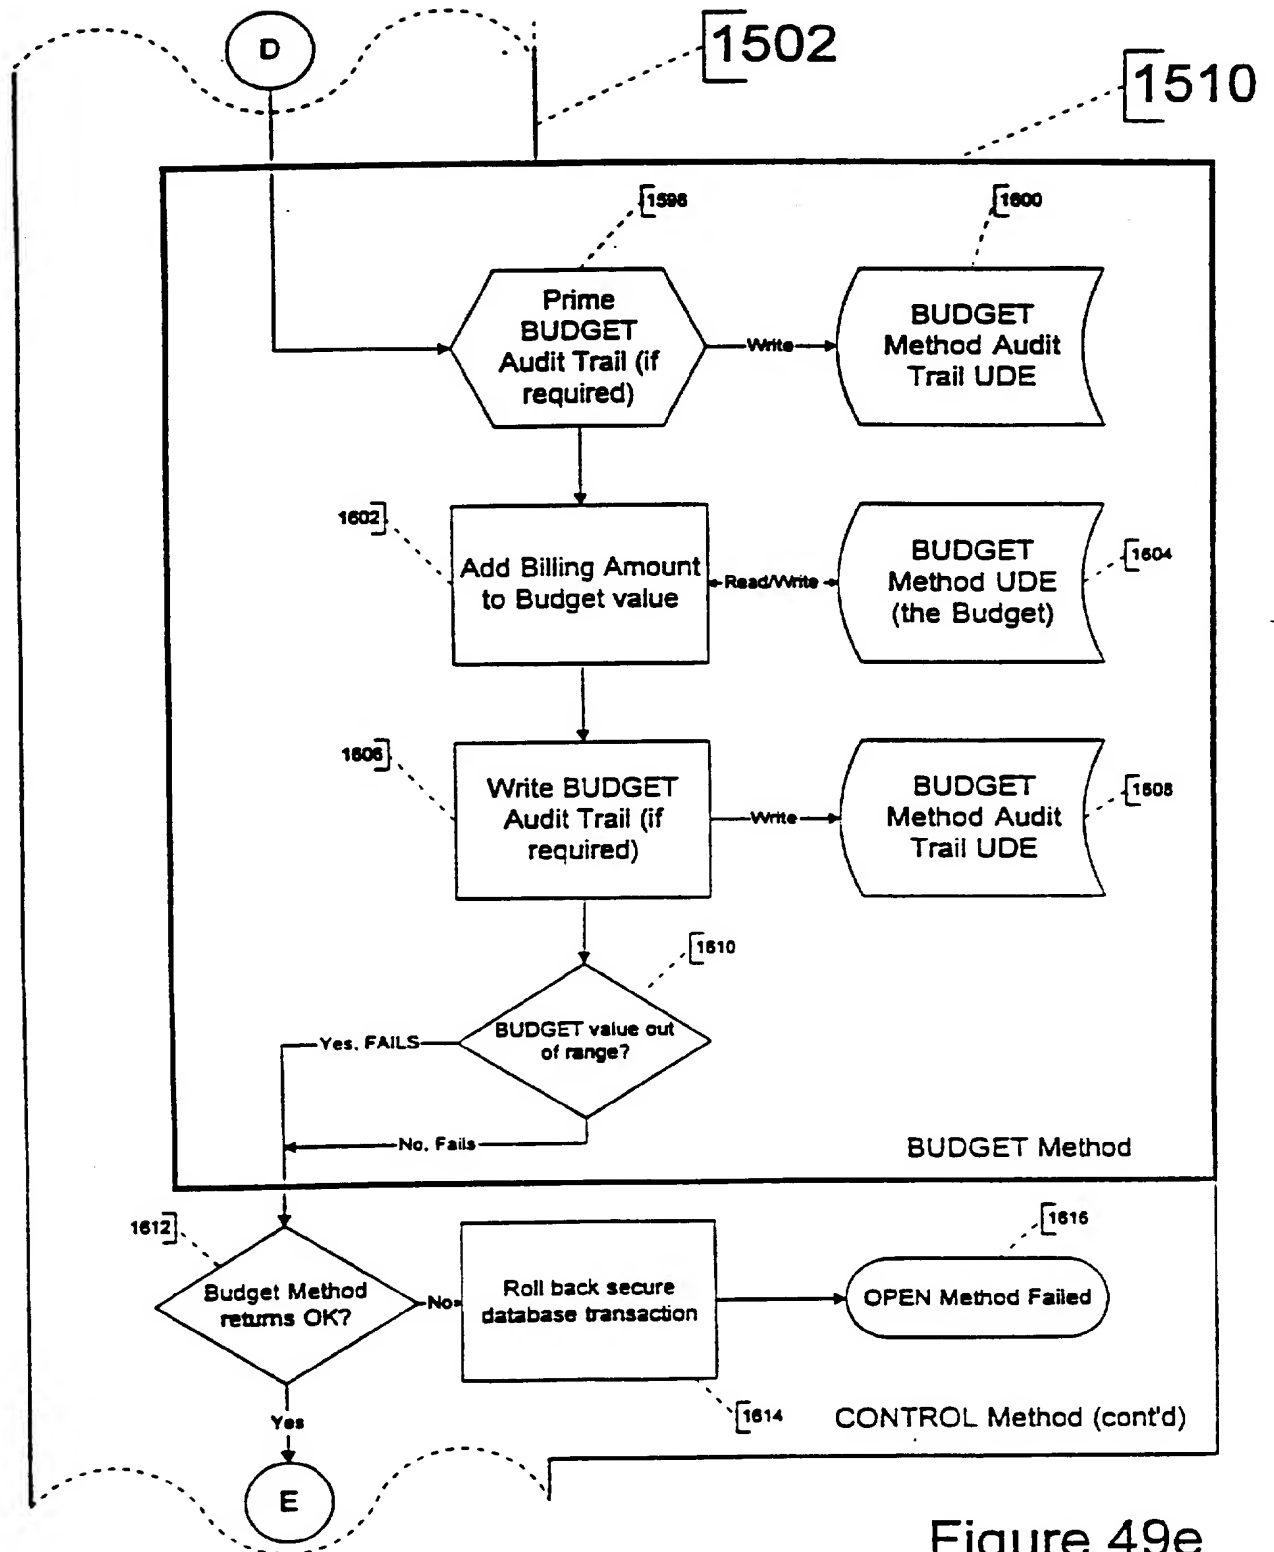 D
1502
1510
1598
1600
Prime
BUDGET
Audit Trail (if
required)
Write
BUDGET
Method Audit
Trail UDE
1602
Add Billing Amount
to Budget value
Read/Write
BUDGET
Method UDE
(the Budget)
1604
1606
Write BUDGET
Audit Trail (if
required)
Write
BUDGET
Method Audit
Trail UDE
1608
1610
BUDGET value out
of range?
Yes, FAILS
No, Fails
BUDGET Method
1612
Budget Method
returns OK?
No
Roll back secure
database transaction
1616
OPEN Method Failed
1614
CONTROL Method (cont'd)
Yes
E
Figure 49e